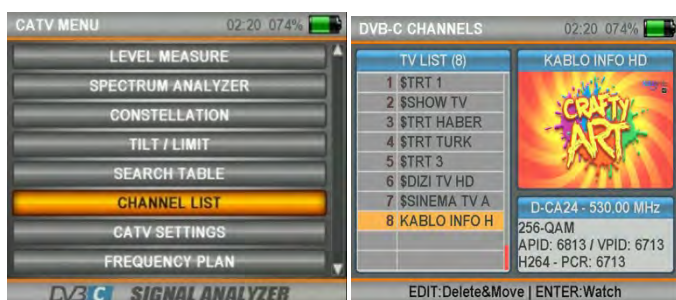 CATV MENU 02:20 074%
LEVEL MEASURE
SPECTRUM ANALYZER
CONSTELLATION
TILT / LIMIT
SEARCH TABLE
CHANNEL LIST
CATV SETTINGS
FREQUENCY PLAN
DVB C SIGNAL ANALYZER
DVB-C CHANNELS 02:20 074%
TV LIST (8)
1 $TRT 1
2 $SHOW TV
3 $TRT HABER
4 $TRT TURK
5 $TRT 3
6 $DIZI TV HD
7 $SINEMA TV A
8 KABLO INFO H
KABLO INFO HD
CRAFTY
ART
D-CA24 - 530.00 MHz
256-QAM
APID: 6813 / VPID: 6713
H264 - PCR: 6713
EDIT:Delete&Move | ENTER:Watch